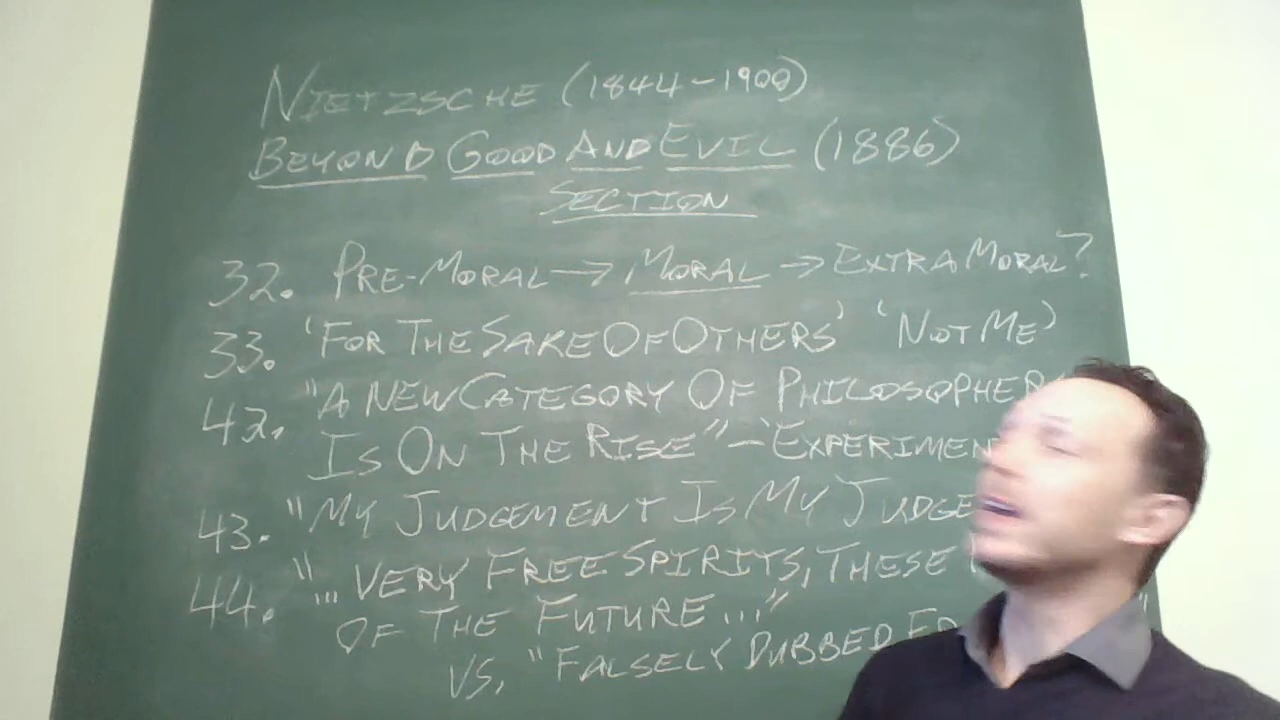 NIETZSCHE (1844-1900)
BEYOND GOOD AND EVIL (1886)
SECTION
32. PRE-MORAL → MORAL → EXTRA MORAL?
33. 'FOR THE SAKE OF OTHERS' 'NOT ME'
42. "A NEW CATEGORY OF PHILOSOPHER
IS ON THE RISE" - 'EXPERIMEN
43. "MY JUDGEMENT IS MY JUDGE
44. "... VERY FREE SPIRITS, THESE
OF THE FUTURE..."
VS. "FALSELY DUBBED